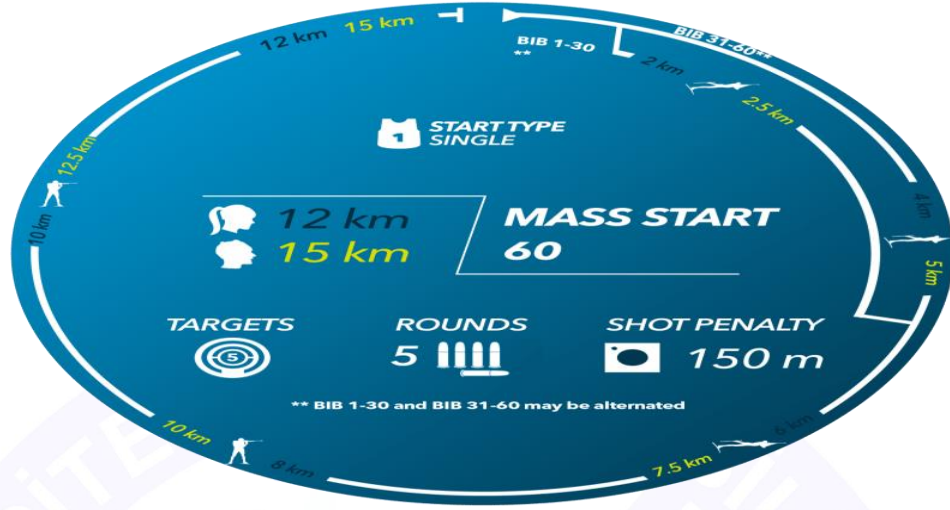 12 km 15 km
BIB 1-30
**
BIB 31-60**
2 km
2.5 km
START TYPE
1
SINGLE
12.5 km
4 km
10 km
12 km
MASS START
15 km
60
5 km
TARGETS
ROUNDS
SHOT PENALTY
5
5
150 m
** BIB 1-30 and BIB 31-60 may be alternated
10 km
6 km
8 km
7.5 km